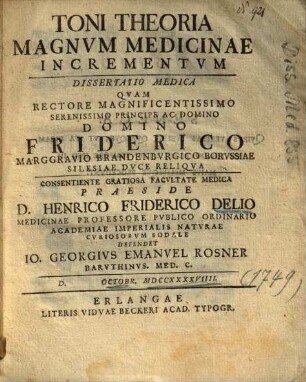 N. 921
TONI THEORIA
MAGNVM MEDICINAE
INCREMENTVM
DISSERTATIO MEDICA
QVAM
RECTORE MAGNIFICENTISSIMO
SERENISSIMO PRINCIPE AC DOMINO
DOMINO
FRIDERICO
MARGGRAVIO BRANDENBVRGICO BORVSSIAE
SILESIAE DVCE RELIQVA
CONSENTIENTE GRATIOSA FACVLTATE MEDICA
PRAESIDE
D. HENRICO FRIDERICO DELIO
MEDICINAE PROFESSORE PVBLICO ORDINARIO
ACADEMIAE IMPERIALIS NATVRAE
CVRIOSORVM SODALE
DEFENDET
IO. GEORGIVS EMANVEL ROSNER
BARVTHINVS. MED. C.
D. OCTOBR. MDCCXXXXVIIII.
(1749)
ERLANGAE
LITERIS VIDVAE BECKERI ACAD. TYPOGR.